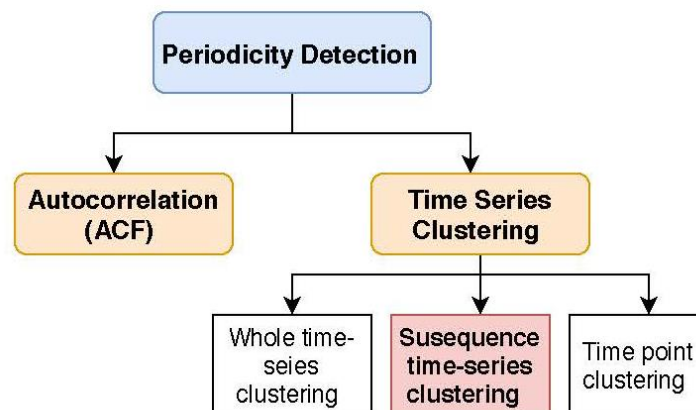 Periodicity Detection
Autocorrelation
(ACF)
Time Series
Clustering
Whole time-
seies
clustering
Susequence
time-series
clustering
Time point
clustering